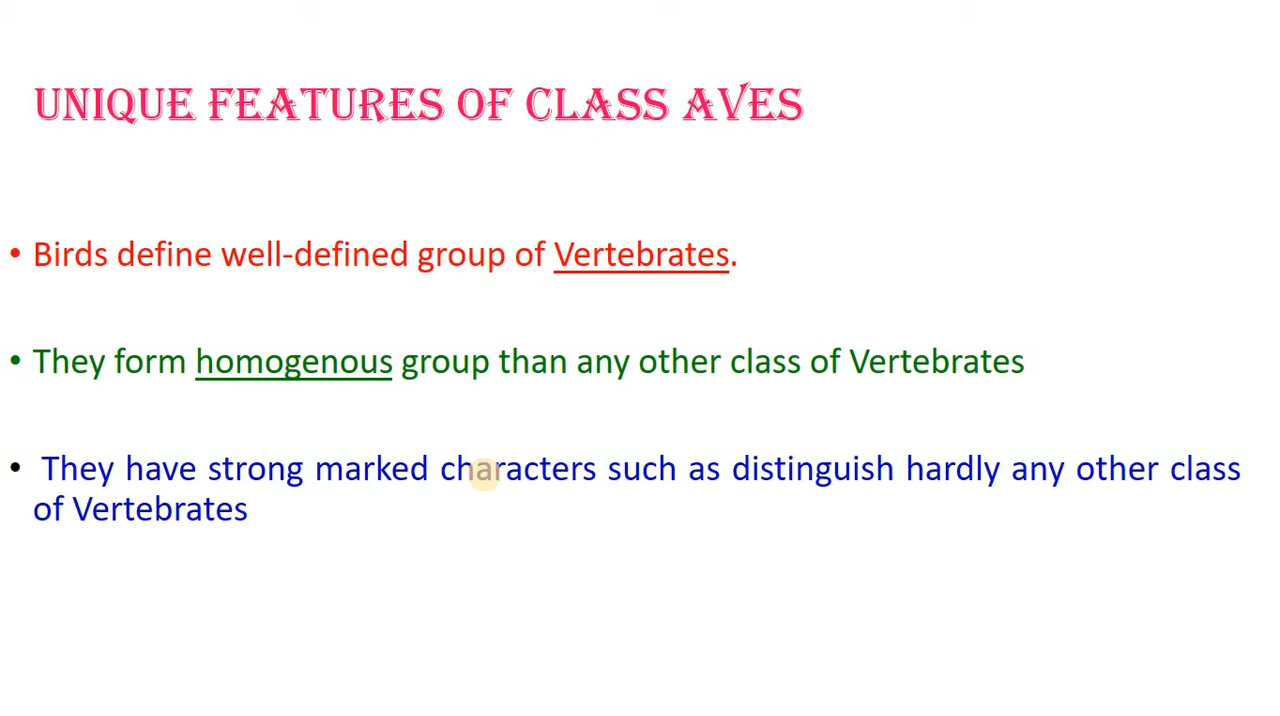 UNIQUE FEATURES OF CLASS AVES
• Birds define well-defined group of Vertebrates.
• They form homogenous group than any other class of Vertebrates
• They have strong marked characters such as distinguish hardly any other class
of Vertebrates